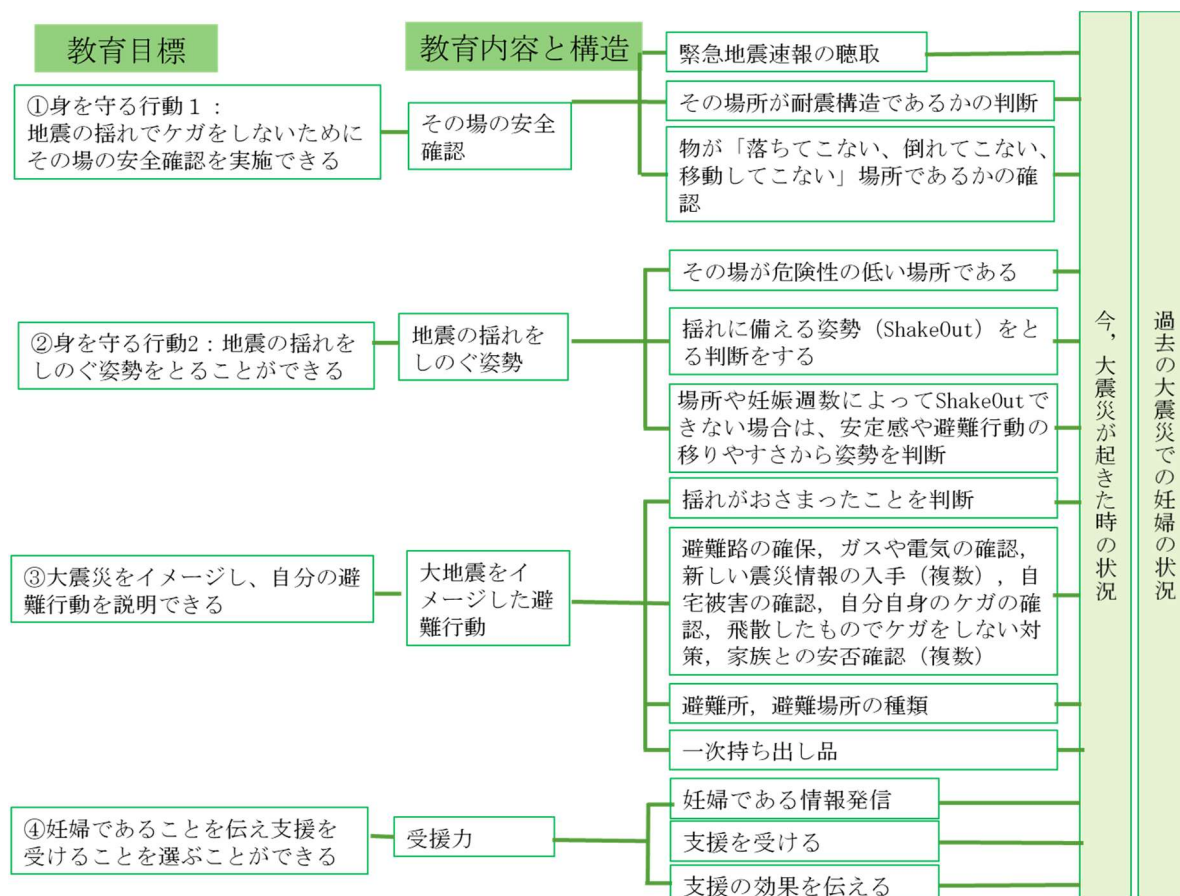 教育目標
教育内容と構造
①身を守る行動１：
地震の揺れでケガをしないために
その場の安全確認を実施できる
その場の安全
確認
緊急地震速報の聴取
その場所が耐震構造であるかの判断
物が「落ちてこない、倒れてこない、
移動してこない」場所であるかの確
認
②身を守る行動2：地震の揺れを
しのぐ姿勢をとることができる
地震の揺れを
しのぐ姿勢
その場が危険性の低い場所である
揺れに備える姿勢（ShakeOut）をと
る判断をする
場所や妊娠週数によってShakeOutで
きない場合は、安定感や避難行動の
移りやすさから姿勢を判断
③大震災をイメージし、自分の避
難行動を説明できる
大地震をイ
メージした避
難行動
揺れがおさまったことを判断
避難路の確保，ガスや電気の確認，
新しい震災情報の入手（複数），自
宅被害の確認，自分自身のケガの確
認，飛散したものでケガをしない対
策，家族との安否確認（複数）
避難所，避難場所の種類
一次持ち出し品
④妊婦であることを伝え支援を
受けることを選ぶことができる
受援力
妊婦である情報発信
支援を受ける
支援の効果を伝える
今，大震災が起きた時の状況
過去の大震災での妊婦の状況